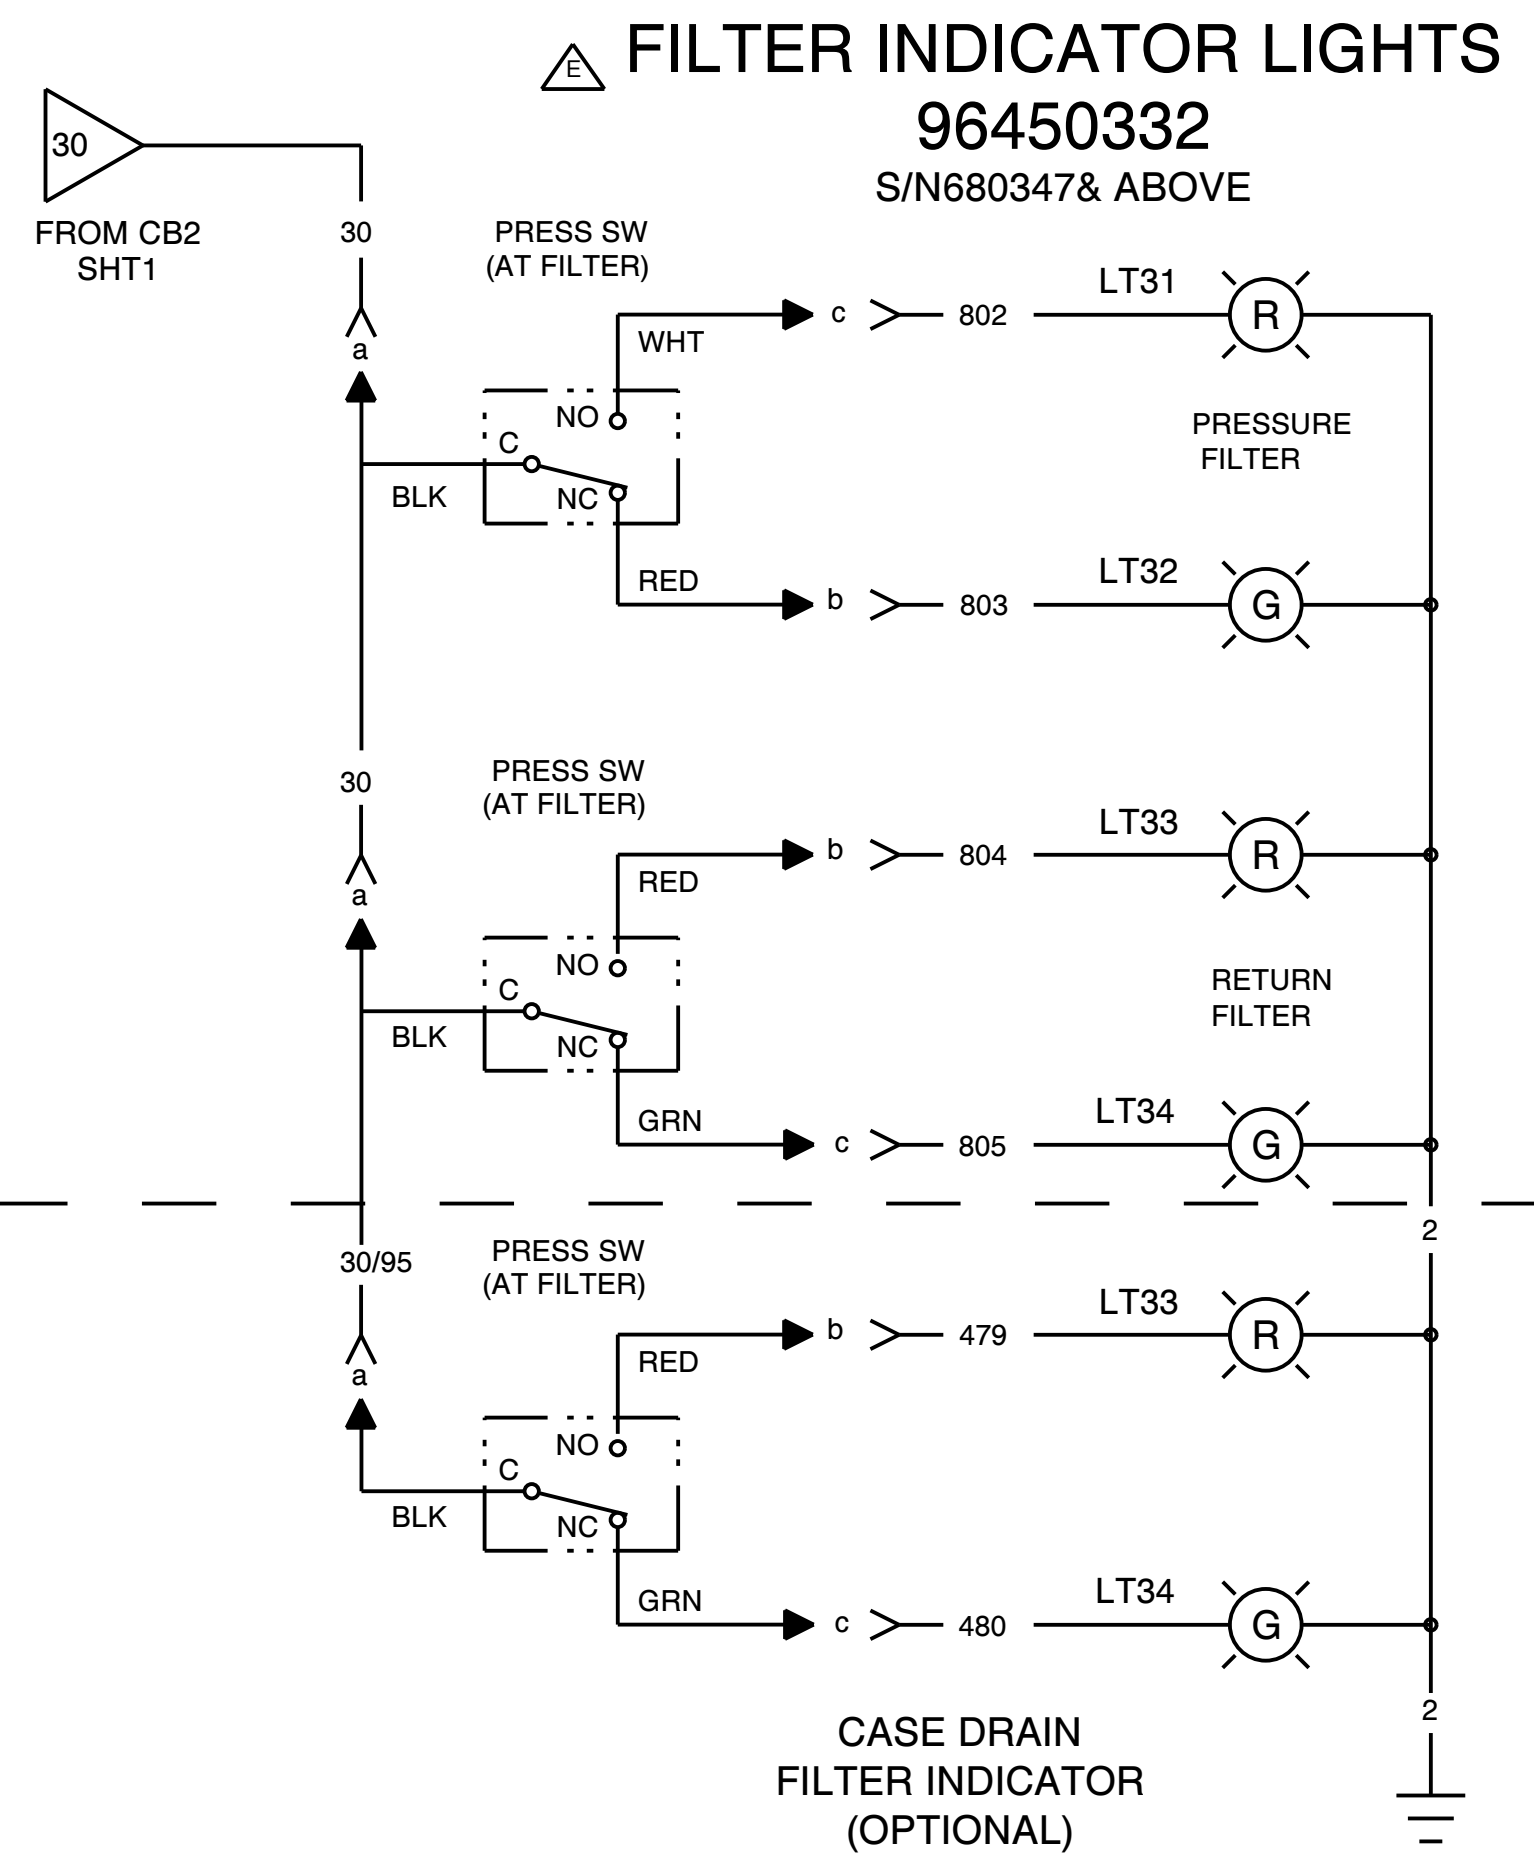 E FILTER INDICATOR LIGHTS
96450332
S/N680347& ABOVE
30
FROM CB2
SHT1
30
PRESS SW
(AT FILTER)
a
WHT
c
802
LT31
R
NO
C
NC
BLK
PRESSURE
FILTER
RED
b
803
LT32
G
30
PRESS SW
(AT FILTER)
a
RED
b
804
LT33
R
NO
C
NC
BLK
RETURN
FILTER
GRN
c
805
LT34
G
2
30/95
PRESS SW
(AT FILTER)
a
RED
b
479
LT33
R
NO
C
NC
BLK
GRN
c
480
LT34
G
2
CASE DRAIN
FILTER INDICATOR
(OPTIONAL)